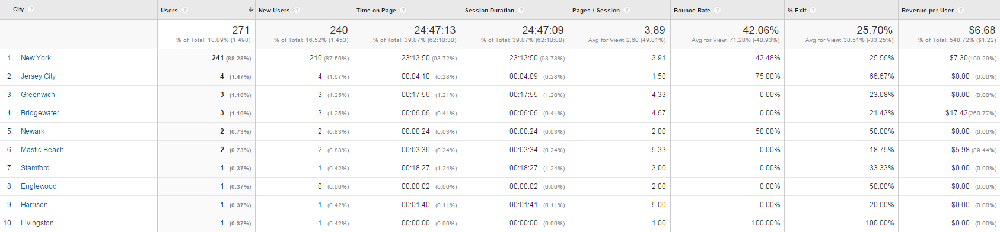 City ? Users ? ↓ New Users ? Time on Page ? Session Duration ? Pages / Session ? Bounce Rate ? % Exit ? Revenue per User ?
271 240 24:47:13 24:47:09 3.89 42.06% 25.70% $6.68
% of Total: 18.09% (1,498) % of Total: 16.52% (1,453) % of Total: 39.87% (62:10:30) % of Total: 39.87% (62:10:00) Avg for View: 2.60 (49.81%) Avg for View: 71.20% (-40.93%) Avg for View: 38.51% (-33.25%) % of Total: 548.72% ($1.22)
1. New York 241 (88.28%) 210 (87.50%) 23:13:50 (93.72%) 23:13:50 (93.73%) 3.91 42.48% 25.56% $7.30(109.29%)
2. Jersey City 4 (1.47%) 4 (1.67%) 00:04:10 (0.28%) 00:04:09 (0.28%) 1.50 75.00% 66.67% $0.00 (0.00%)
3. Greenwich 3 (1.10%) 3 (1.25%) 00:17:56 (1.21%) 00:17:55 (1.20%) 4.33 0.00% 23.08% $0.00 (0.00%)
4. Bridgewater 3 (1.10%) 3 (1.25%) 00:06:06 (0.41%) 00:06:06 (0.41%) 4.67 0.00% 21.43% $17.42(260.77%)
5. Newark 2 (0.73%) 2 (0.83%) 00:00:24 (0.03%) 00:00:24 (0.03%) 2.00 50.00% 50.00% $0.00 (0.00%)
6. Mastic Beach 2 (0.73%) 2 (0.83%) 00:03:36 (0.24%) 00:03:34 (0.24%) 5.33 0.00% 18.75% $5.98 (89.44%)
7. Stamford 1 (0.37%) 1 (0.42%) 00:18:27 (1.24%) 00:18:27 (1.24%) 3.00 0.00% 33.33% $0.00 (0.00%)
8. Englewood 1 (0.37%) 0 (0.00%) 00:00:02 (0.00%) 00:00:02 (0.00%) 2.00 0.00% 50.00% $0.00 (0.00%)
9. Harrison 1 (0.37%) 1 (0.42%) 00:01:40 (0.11%) 00:01:41 (0.11%) 5.00 0.00% 20.00% $0.00 (0.00%)
10. Livingston 1 (0.37%) 1 (0.42%) 00:00:00 (0.00%) 00:00:00 (0.00%) 1.00 100.00% 100.00% $0.00 (0.00%)